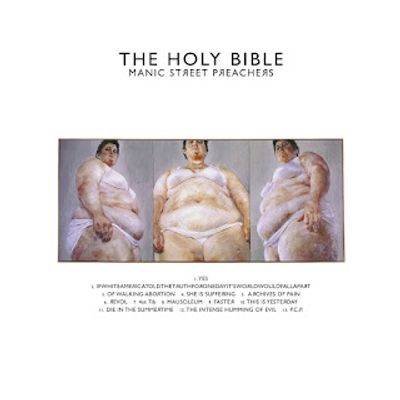 THE HOLY BIBLE
MANIC STЯEET PЯEACHEЯS
1. YES
2. IFWHITEAMERICATOLDTHETRUTHFORONEDAYIT'SWORLDWOULDFALLAPART
3. OF WALKING ABORTION 4. SHE IS SUFFERING 5. ARCHIVES OF PAIN
6. REVOL 7. 4st. 7lb 8. MAUSOLEUM 9. FASTER 10. THIS IS YESTERDAY
11. DIE IN THE SUMMERTIME 12. THE INTENSE HUMMING OF EVIL 13. P.C.P.